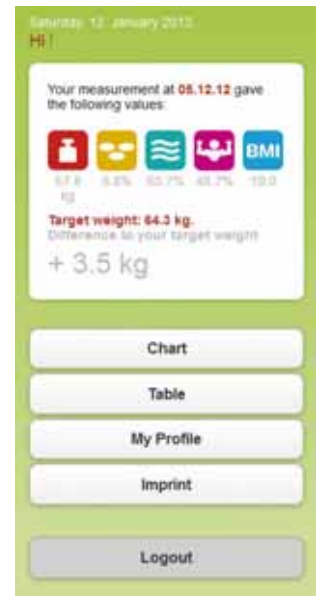 Saturday, 12. January 2013
Hi !
Your measurement at 05.12.12 gave
the following values:
BMI
kg
Target weight: 64.3 kg.
Difference to your target weight
+ 3.5 kg
Chart
Table
My Profile
Imprint
Logout